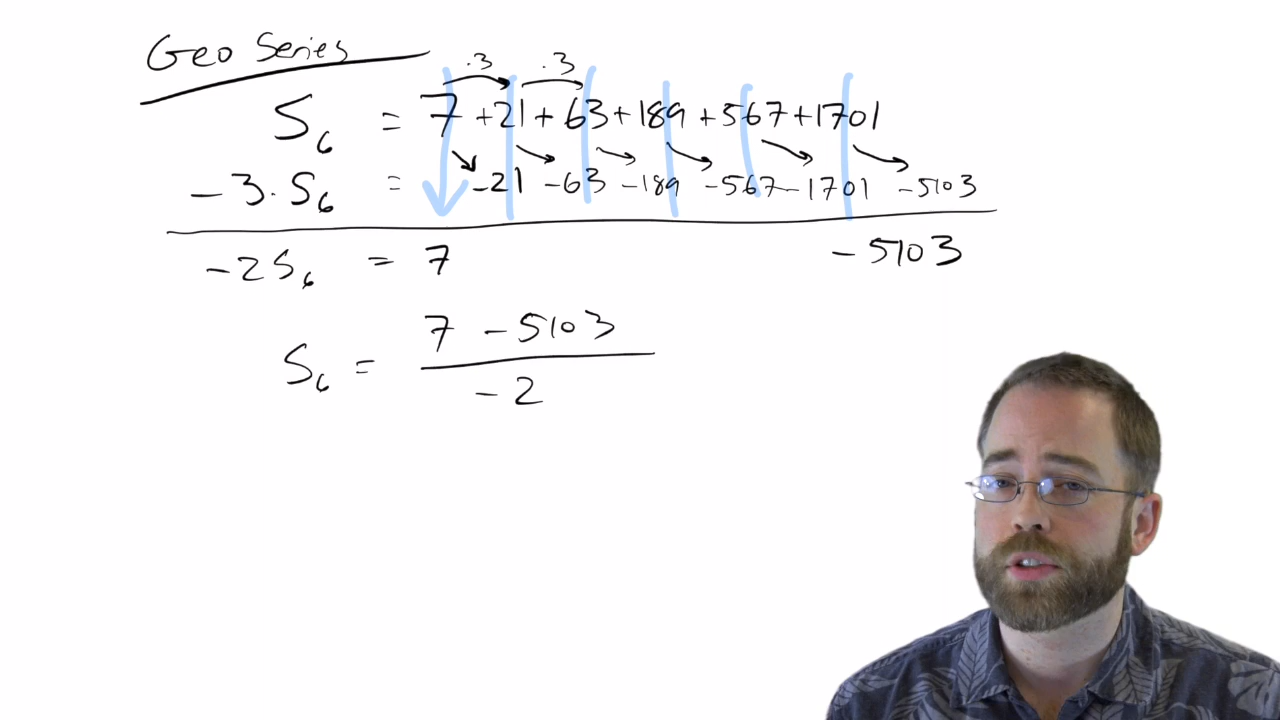 Geo Series
·3 ·3
S₆ = 7 +21 + 63 + 189 + 567 + 1701
-3·S₆ = -21 -63 -189 -567 -1701 -5103
-2S₆ = 7 -5103
S₆ = 7 -5103
-2